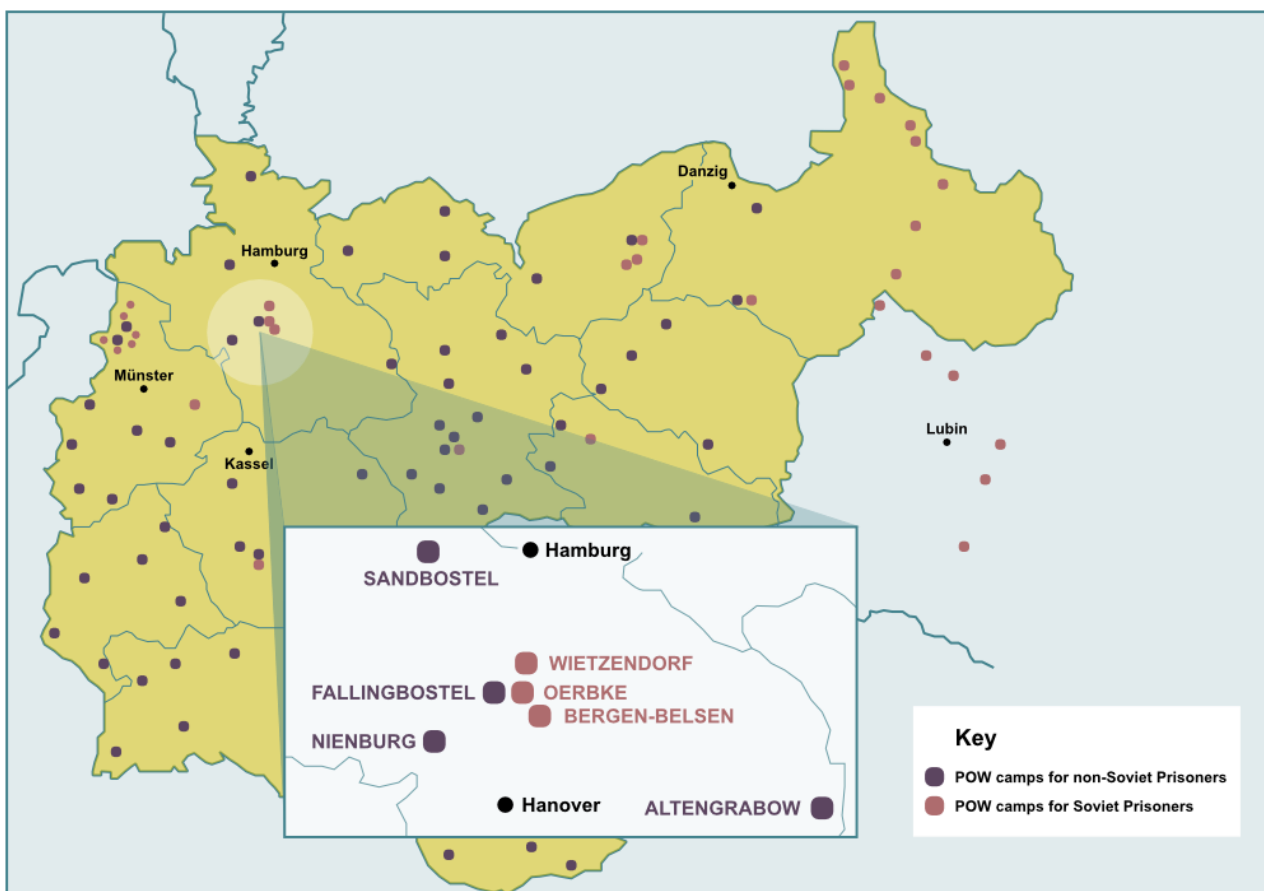 Danzig
Hamburg
Münster
Kassel
Lubin
Hamburg
SANDBOSTEL
WIETZENDORF
FALLINGBOSTEL
OERBKE
BERGEN-BELSEN
NIENBURG
Hanover
ALTENGRABOW
Key
POW camps for non-Soviet Prisoners
POW camps for Soviet Prisoners